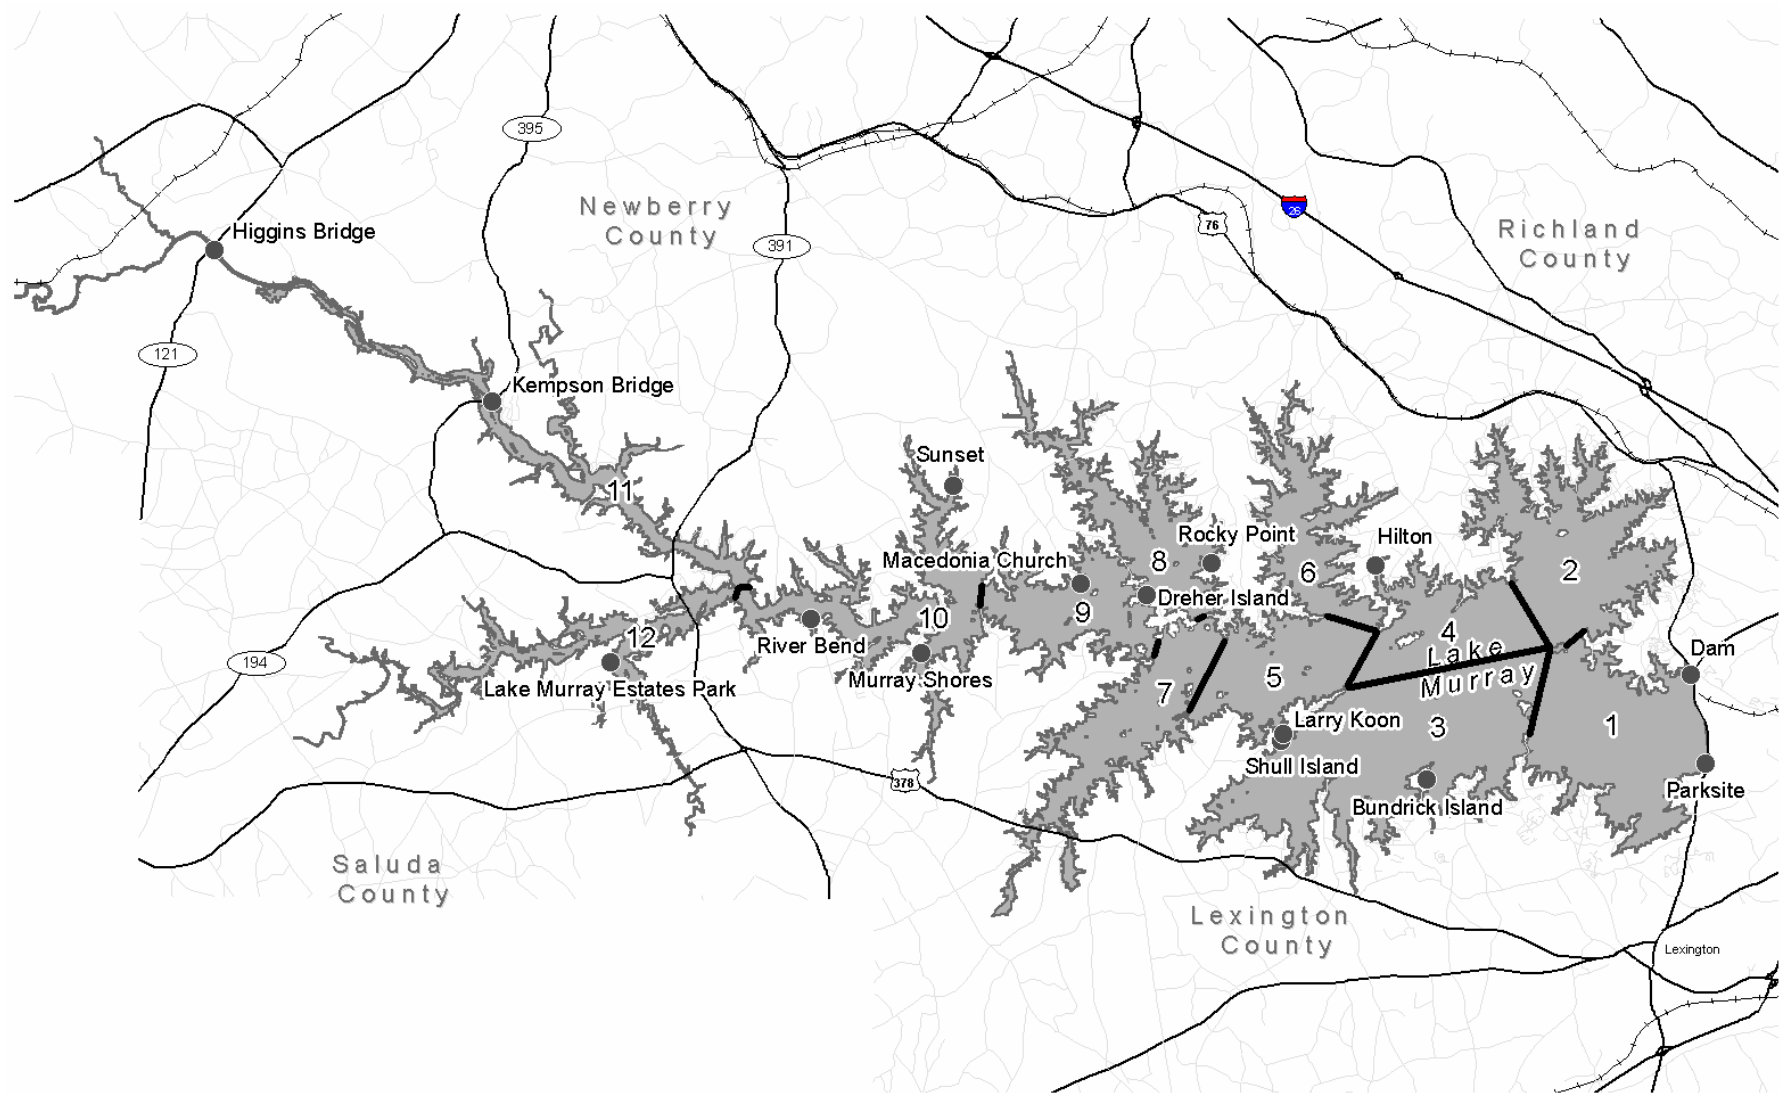 395
Newberry
County
26
76
Richland
County
Higgins Bridge
391
121
Kempson Bridge
Sunset
11
Macedonia Church
8
Rocky Point
Hilton
6
2
Dreher Island
9
10
12
River Bend
4
Lake
Murray
Dam
194
Lake Murray Estates Park
Murray Shores
7
5
Larry Koon
3
1
Shull Island
378
Bundrick Island
Parksite
Saluda
County
Lexington
County
Lexington